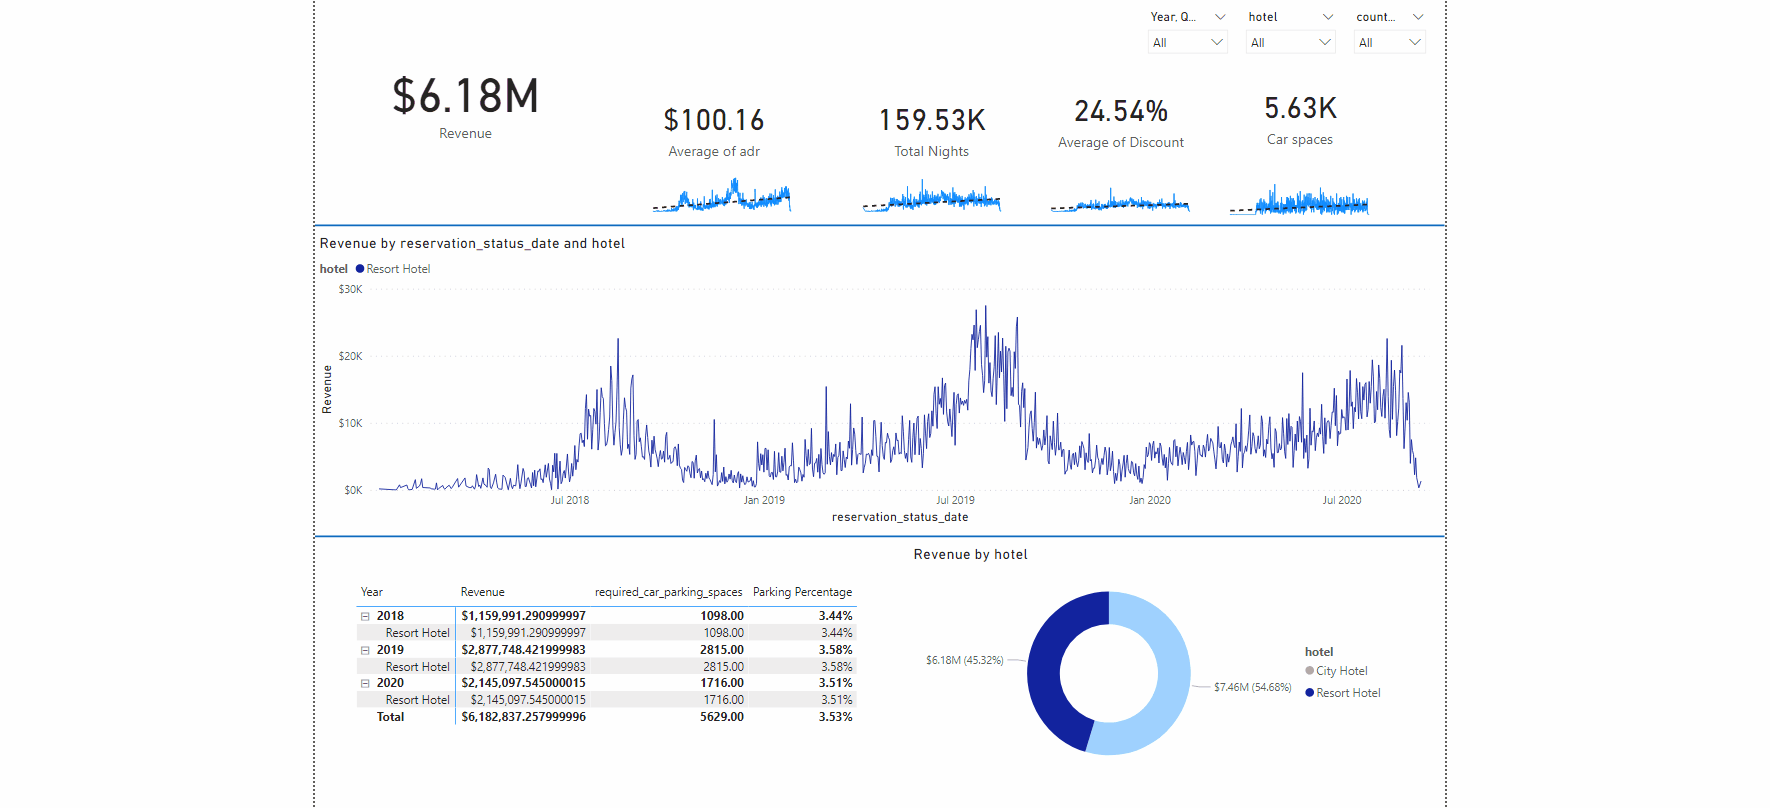 Year, Q... hotel count...
All All All
$6.18M
Revenue
$100.16
Average of adr
159.53K
Total Nights
24.54%
Average of Discount
5.63K
Car spaces
Revenue by reservation_status_date and hotel
hotel Resort Hotel
$30K
$20K
$10K
$0K
Revenue
Jul 2018 Jan 2019 Jul 2019 Jan 2020 Jul 2020
reservation_status_date
Year Revenue required_car_parking_spaces Parking Percentage
2018 $1,159,991.290999997 1098.00 3.44%
Resort Hotel $1,159,991.290999997 1098.00 3.44%
2019 $2,877,748.421999983 2815.00 3.58%
Resort Hotel $2,877,748.421999983 2815.00 3.58%
2020 $2,145,097.545000015 1716.00 3.51%
Resort Hotel $2,145,097.545000015 1716.00 3.51%
Total $6,182,837.257999996 5629.00 3.53%
Revenue by hotel
$6.18M (45.32%)
$7.46M (54.68%)
hotel
City Hotel
Resort Hotel